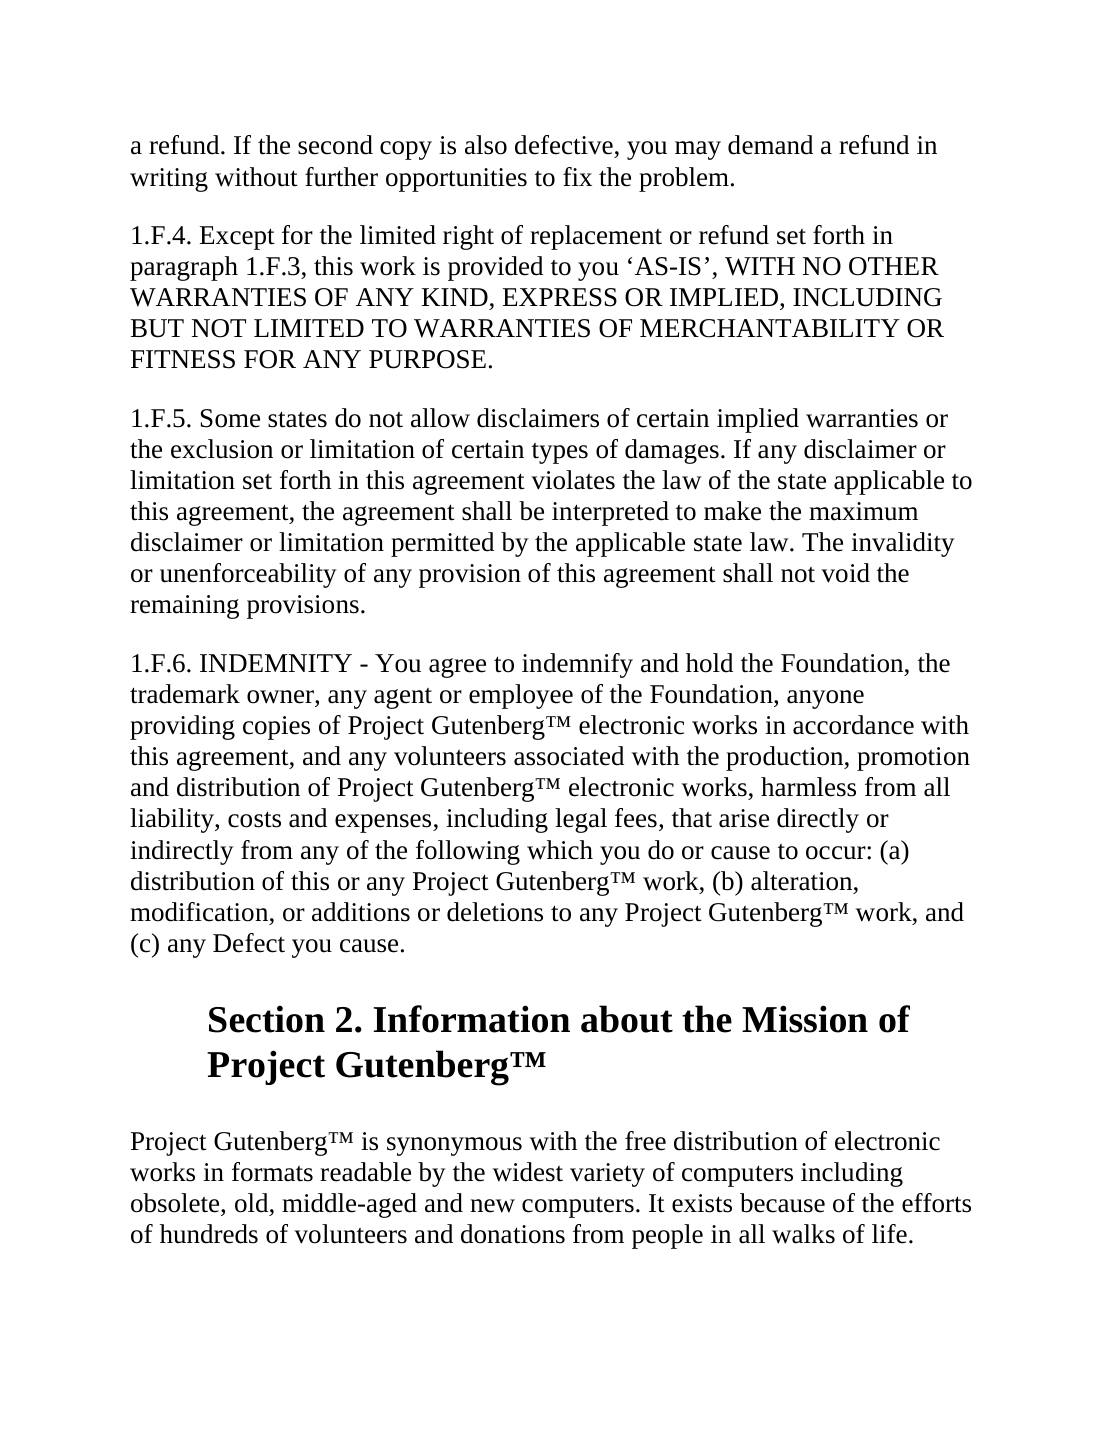 a refund. If the second copy is also defective, you may demand a refund in
writing without further opportunities to fix the problem.
1.F.4. Except for the limited right of replacement or refund set forth in
paragraph 1.F.3, this work is provided to you ‘AS-IS’, WITH NO OTHER
WARRANTIES OF ANY KIND, EXPRESS OR IMPLIED, INCLUDING
BUT NOT LIMITED TO WARRANTIES OF MERCHANTABILITY OR
FITNESS FOR ANY PURPOSE.
1.F.5. Some states do not allow disclaimers of certain implied warranties or
the exclusion or limitation of certain types of damages. If any disclaimer or
limitation set forth in this agreement violates the law of the state applicable to
this agreement, the agreement shall be interpreted to make the maximum
disclaimer or limitation permitted by the applicable state law. The invalidity
or unenforceability of any provision of this agreement shall not void the
remaining provisions.
1.F.6. INDEMNITY - You agree to indemnify and hold the Foundation, the
trademark owner, any agent or employee of the Foundation, anyone
providing copies of Project Gutenberg™ electronic works in accordance with
this agreement, and any volunteers associated with the production, promotion
and distribution of Project Gutenberg™ electronic works, harmless from all
liability, costs and expenses, including legal fees, that arise directly or
indirectly from any of the following which you do or cause to occur: (a)
distribution of this or any Project Gutenberg™ work, (b) alteration,
modification, or additions or deletions to any Project Gutenberg™ work, and
(c) any Defect you cause.
Section 2. Information about the Mission of
Project Gutenberg™
Project Gutenberg™ is synonymous with the free distribution of electronic
works in formats readable by the widest variety of computers including
obsolete, old, middle-aged and new computers. It exists because of the efforts
of hundreds of volunteers and donations from people in all walks of life.